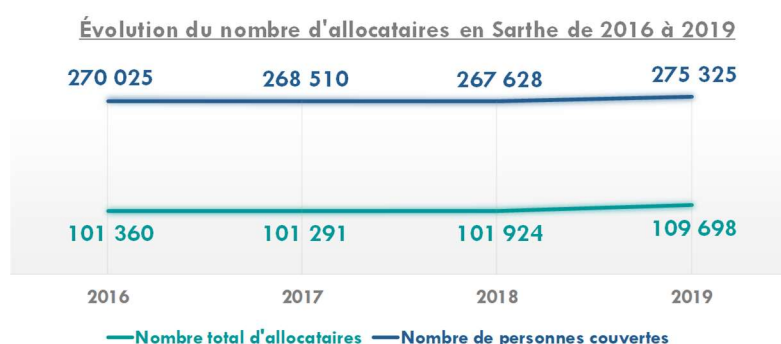 Évolution du nombre d'allocataires en Sarthe de 2016 à 2019
270 025 268 510 267 628 275 325
101 360 101 291 101 924 109 698
2016 2017 2018 2019
Nombre total d'allocataires Nombre de personnes couvertes